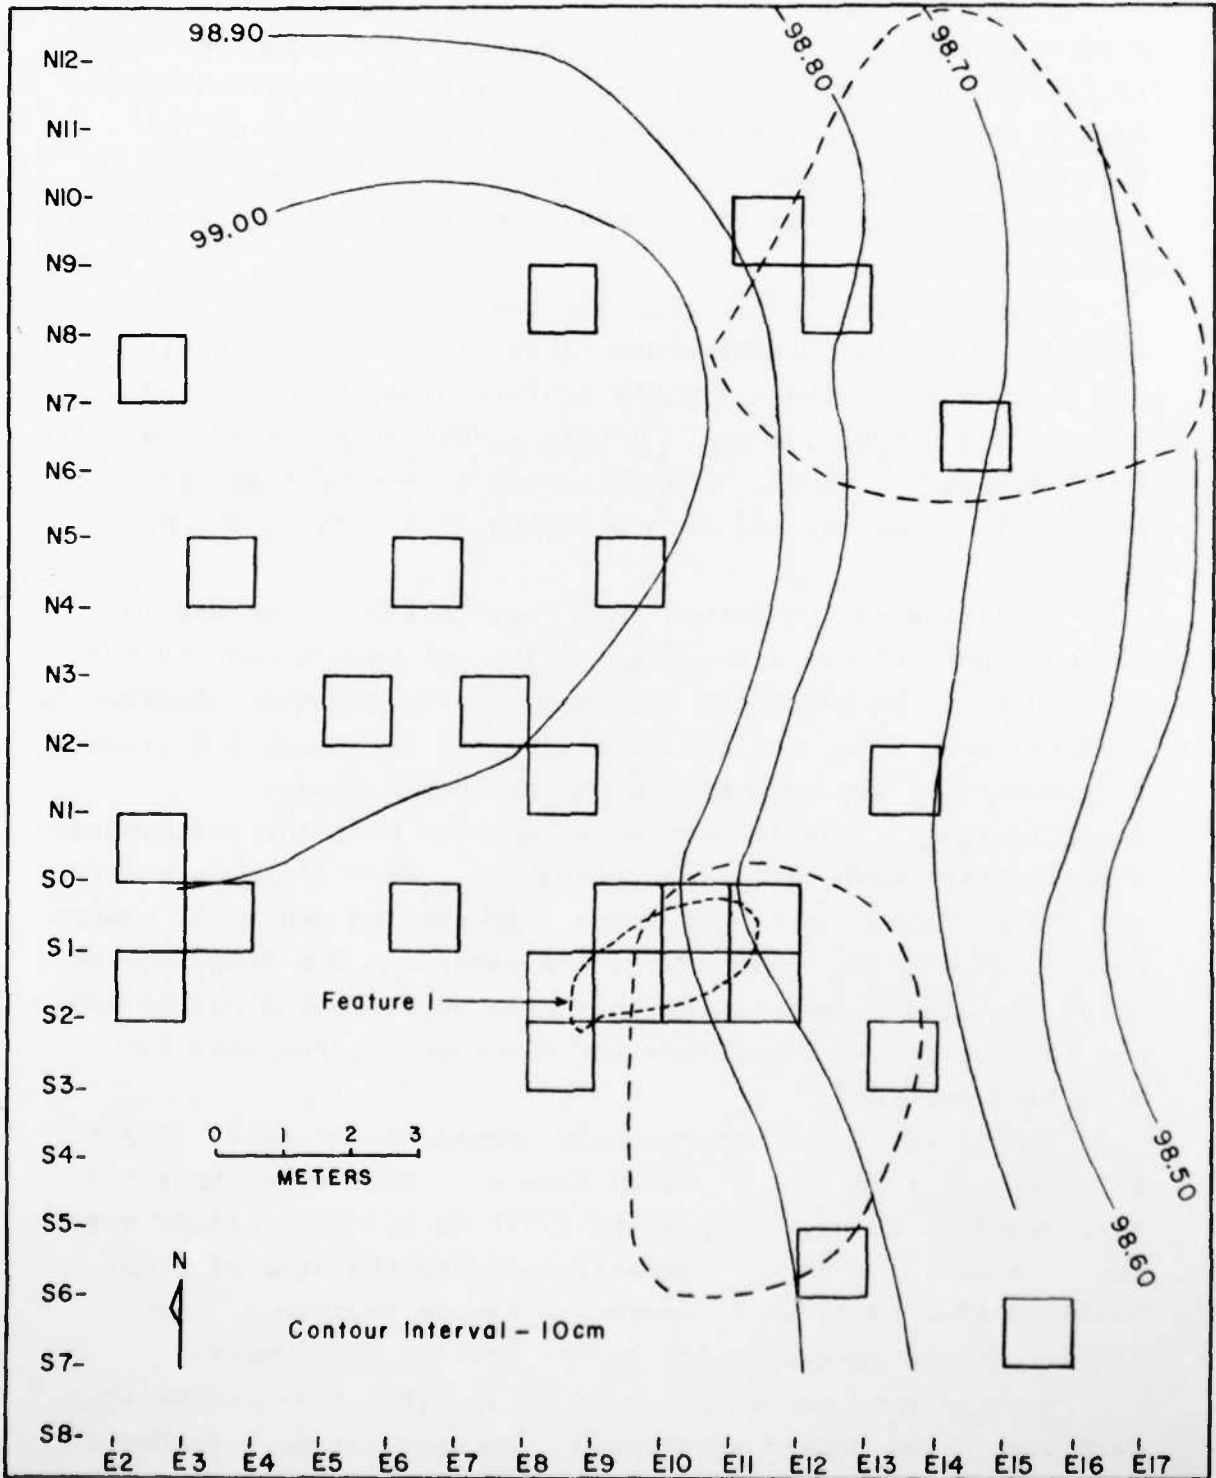 98.90
98.80
98.70
N12-
N11-
N10-
99.00
N9-
N8-
N7-
N6-
N5-
N4-
N3-
N2-
N1-
S0-
S1-
Feature 1
S2-
S3-
0 1 2 3
METERS
S4-
98.50
S5-
98.60
N
S6-
Contour Interval - 10cm
S7-
S8-
E2 E3 E4 E5 E6 E7 E8 E9 E10 E11 E12 E13 E14 E15 E16 E17